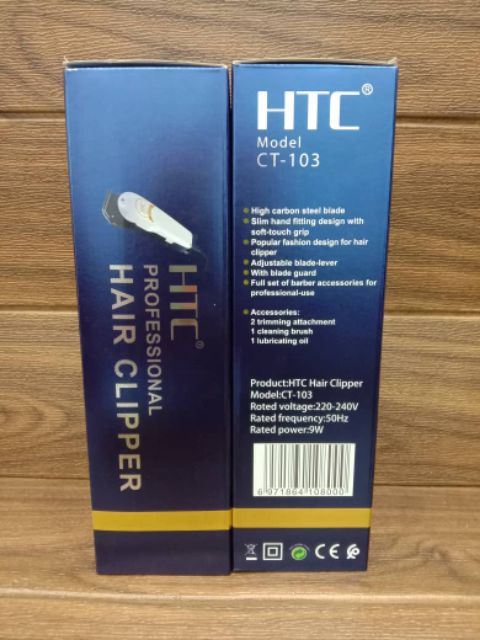 HTC®
PROFESSIONAL
HAIR CLIPPER
HTC®
Model
CT-103
High carbon steel blade
Slim hand fitting design with
soft-touch grip
Popular fashion design for hair
clipper
Adjustable blade-lever
With blade guard
Full set of barber accessories for
professional-use
Accessories:
2 trimming attachment
1 cleaning brush
1 lubricating oil
Product:HTC Hair Clipper
Model:CT-103
Rated voltage:220-240V
Rated frequency:50Hz
Rated power:9W
6 971864 108000
CE